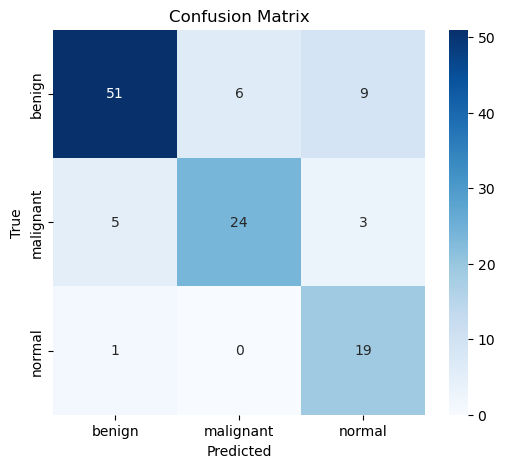 Confusion Matrix
benign
malignant
normal
True
51 6 9
5 24 3
1 0 19
benign malignant normal
Predicted
50
40
30
20
10
0